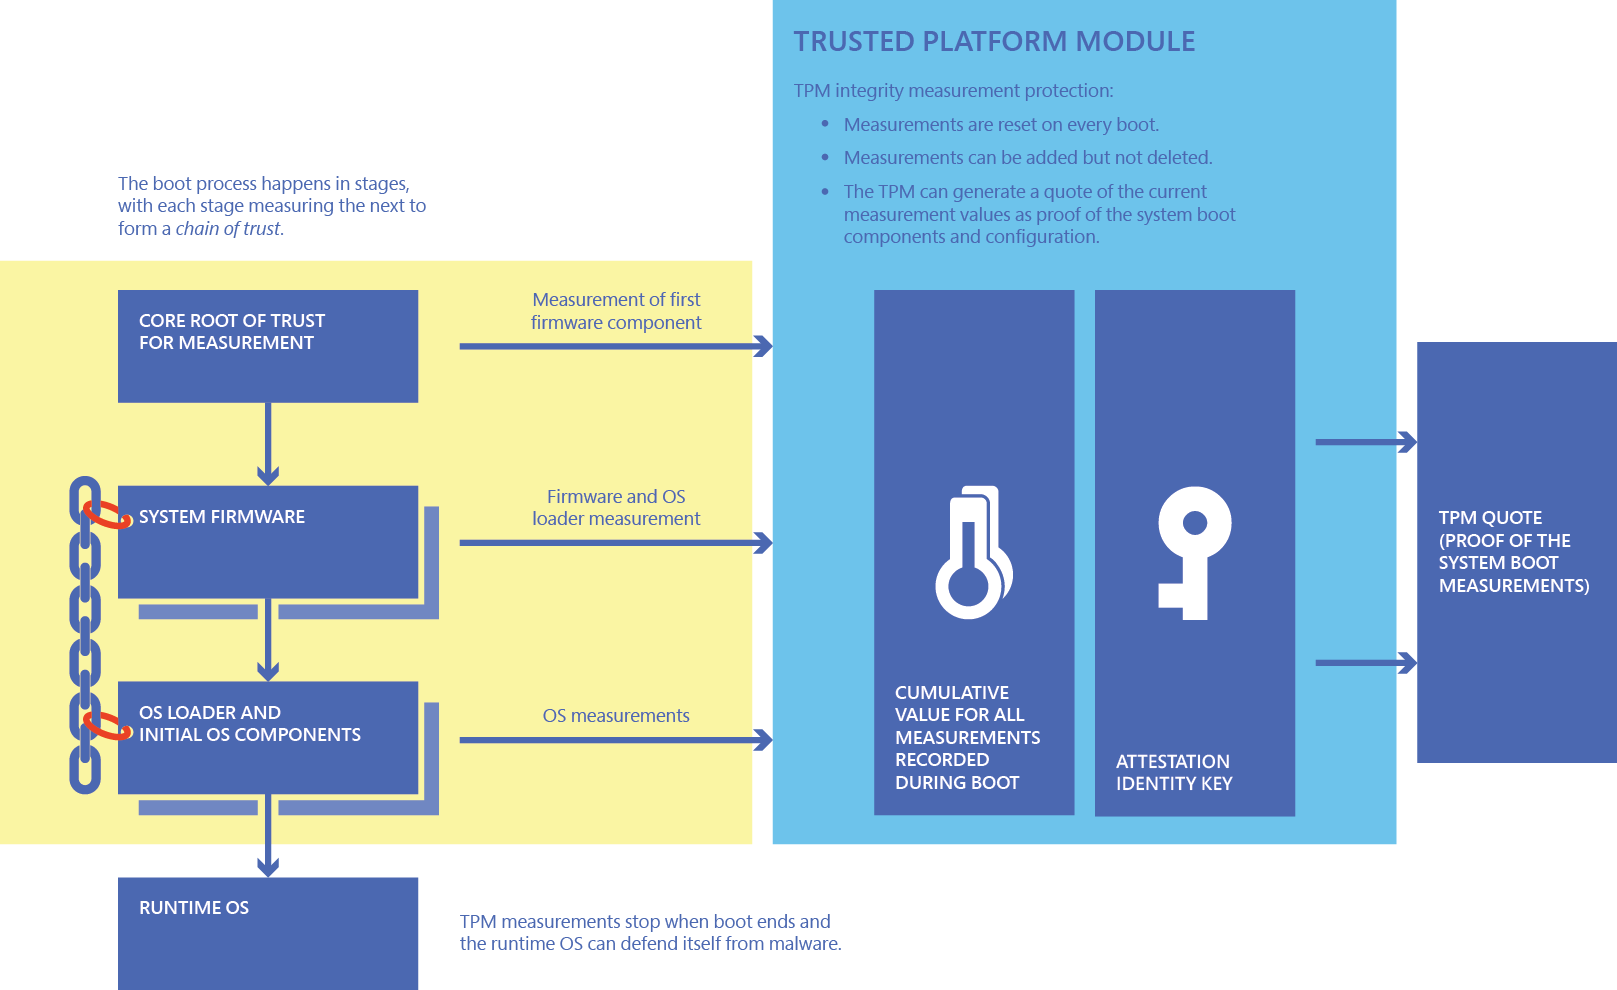 TRUSTED PLATFORM MODULE
TPM integrity measurement protection:
• Measurements are reset on every boot.
• Measurements can be added but not deleted.
• The TPM can generate a quote of the current
measurement values as proof of the system boot
components and configuration.
The boot process happens in stages,
with each stage measuring the next to
form a chain of trust.
CORE ROOT OF TRUST
FOR MEASUREMENT
Measurement of first
firmware component
SYSTEM FIRMWARE
Firmware and OS
loader measurement
OS LOADER AND
INITIAL OS COMPONENTS
OS measurements
CUMULATIVE
VALUE FOR ALL
MEASUREMENTS
RECORDED
DURING BOOT
ATTESTATION
IDENTITY KEY
TPM QUOTE
(PROOF OF THE
SYSTEM BOOT
MEASUREMENTS)
RUNTIME OS
TPM measurements stop when boot ends and
the runtime OS can defend itself from malware.